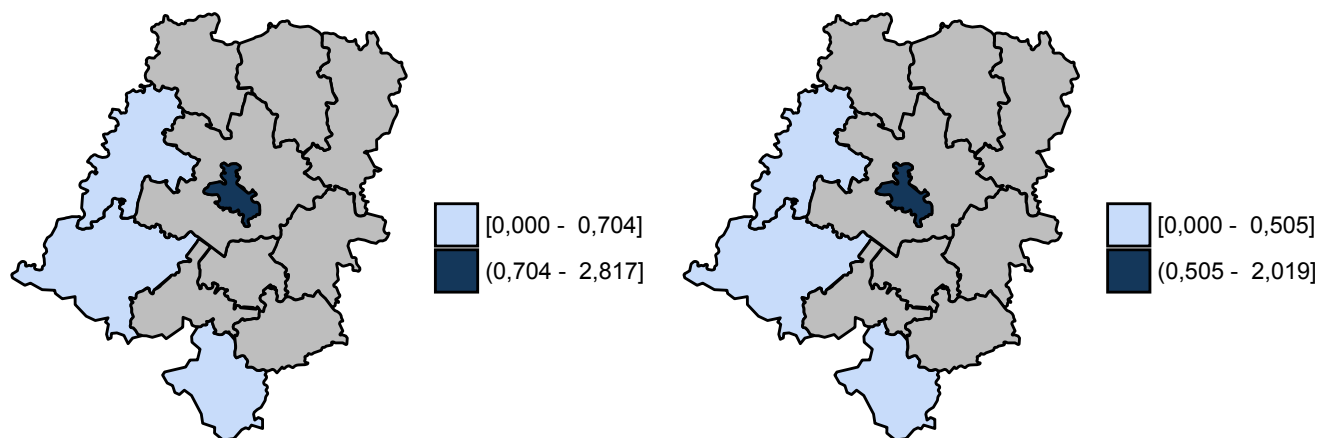 [0,000 - 0,704]
(0,704 - 2,817]
[0,000 - 0,505]
(0,505 - 2,019]